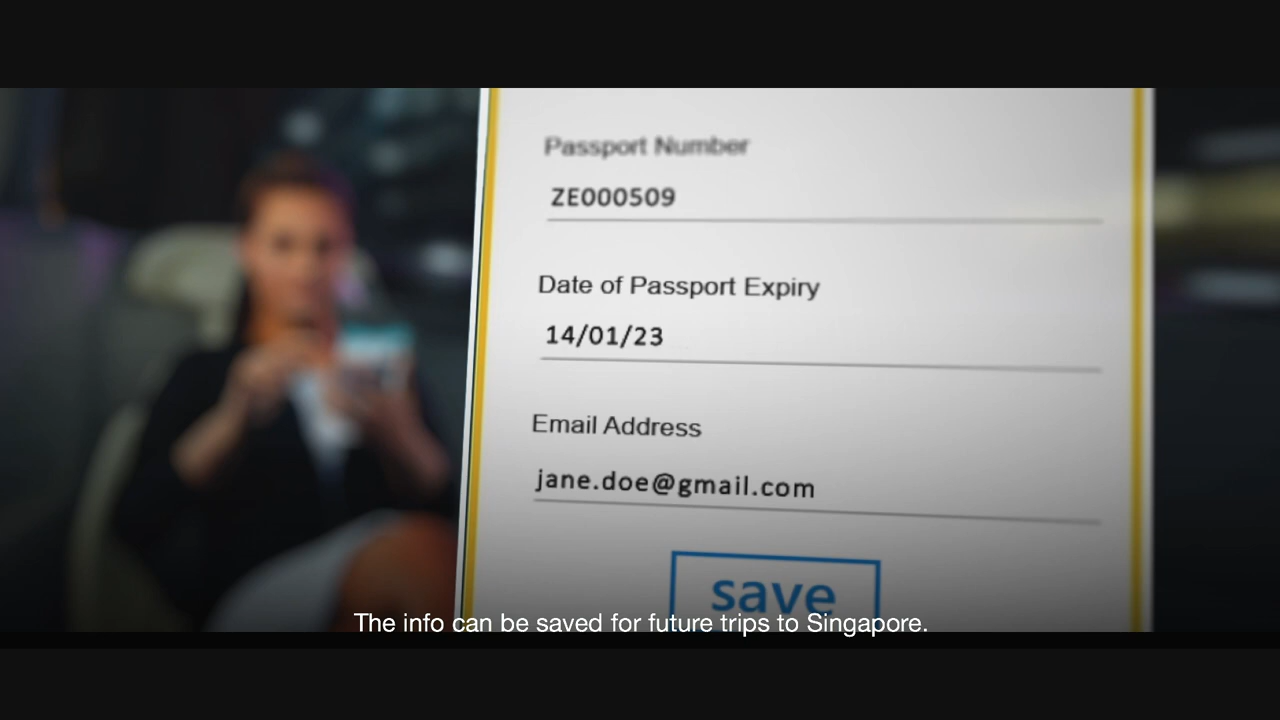 Passport Number
ZE000509
Date of Passport Expiry
14/01/23
Email Address
jane.doe@gmail.com
save
The info can be saved for future trips to Singapore.